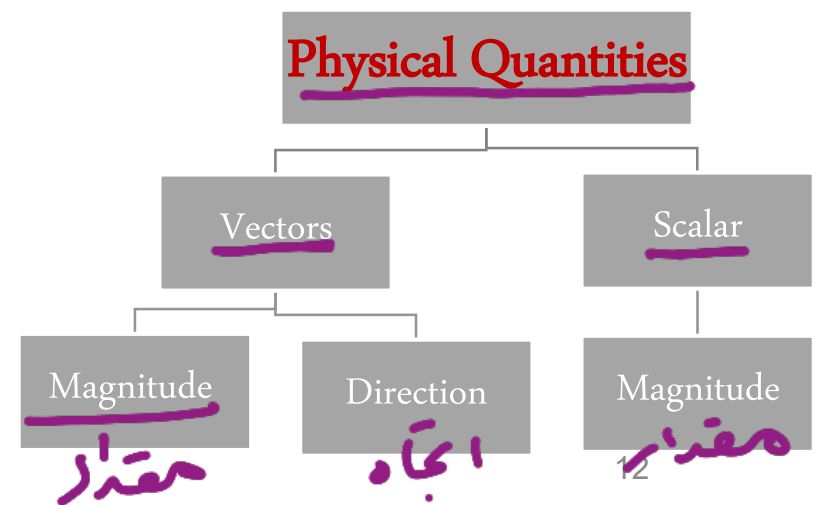 Physical Quantities
Vectors
Scalar
Magnitude
Direction
Magnitude
مقدار
اتجاه
مقدار
12